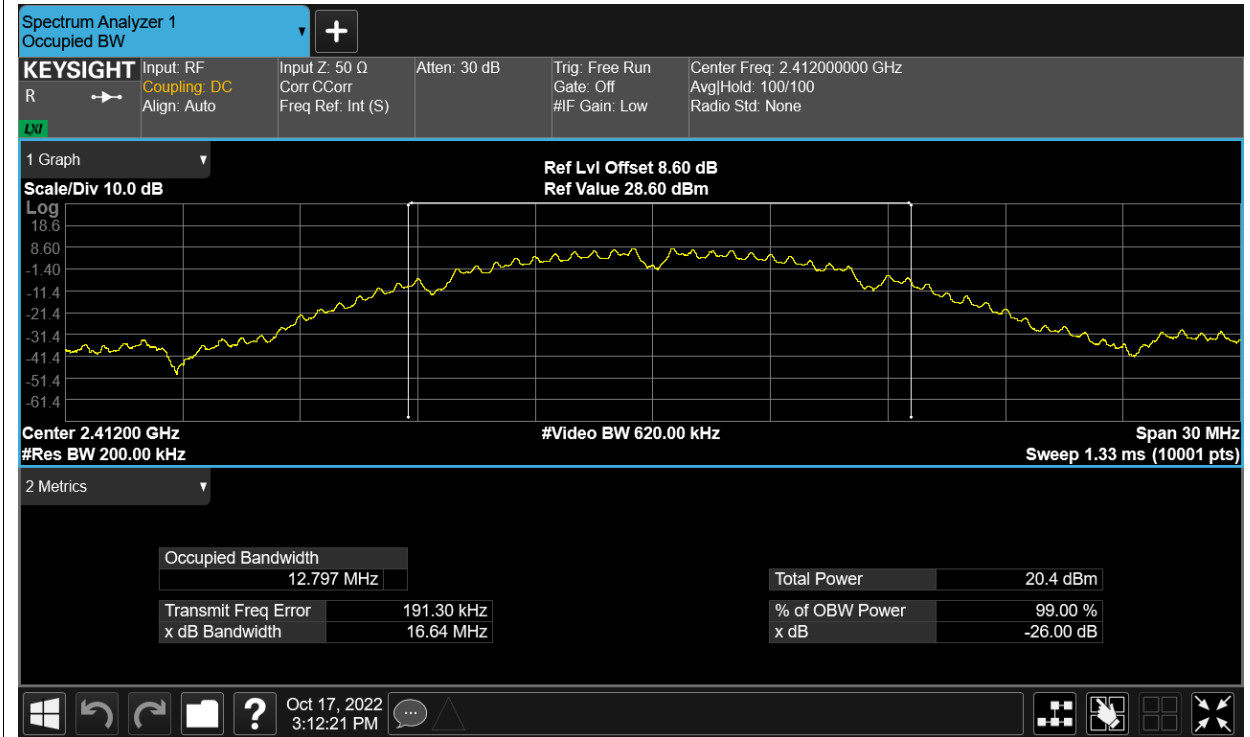 Spectrum Analyzer 1
Occupied BW
KEYSIGHT
R
LXI
Input: RF
Coupling: DC
Align: Auto
Input Z: 50 Ω
Corr CCorr
Freq Ref: Int (S)
Atten: 30 dB
Trig: Free Run
Gate: Off
#IF Gain: Low
Center Freq: 2.412000000 GHz
Avg|Hold: 100/100
Radio Std: None
1 Graph
Scale/Div 10.0 dB
Ref Lvl Offset 8.60 dB
Ref Value 28.60 dBm
Log
18.6
8.60
-1.40
-11.4
-21.4
-31.4
-41.4
-51.4
-61.4
Center 2.41200 GHz
#Res BW 200.00 kHz
#Video BW 620.00 kHz
Span 30 MHz
Sweep 1.33 ms (10001 pts)
2 Metrics
Occupied Bandwidth
12.797 MHz
Transmit Freq Error 191.30 kHz
x dB Bandwidth 16.64 MHz
Total Power 20.4 dBm
% of OBW Power 99.00 %
x dB -26.00 dB
?
Oct 17, 2022
3:12:21 PM